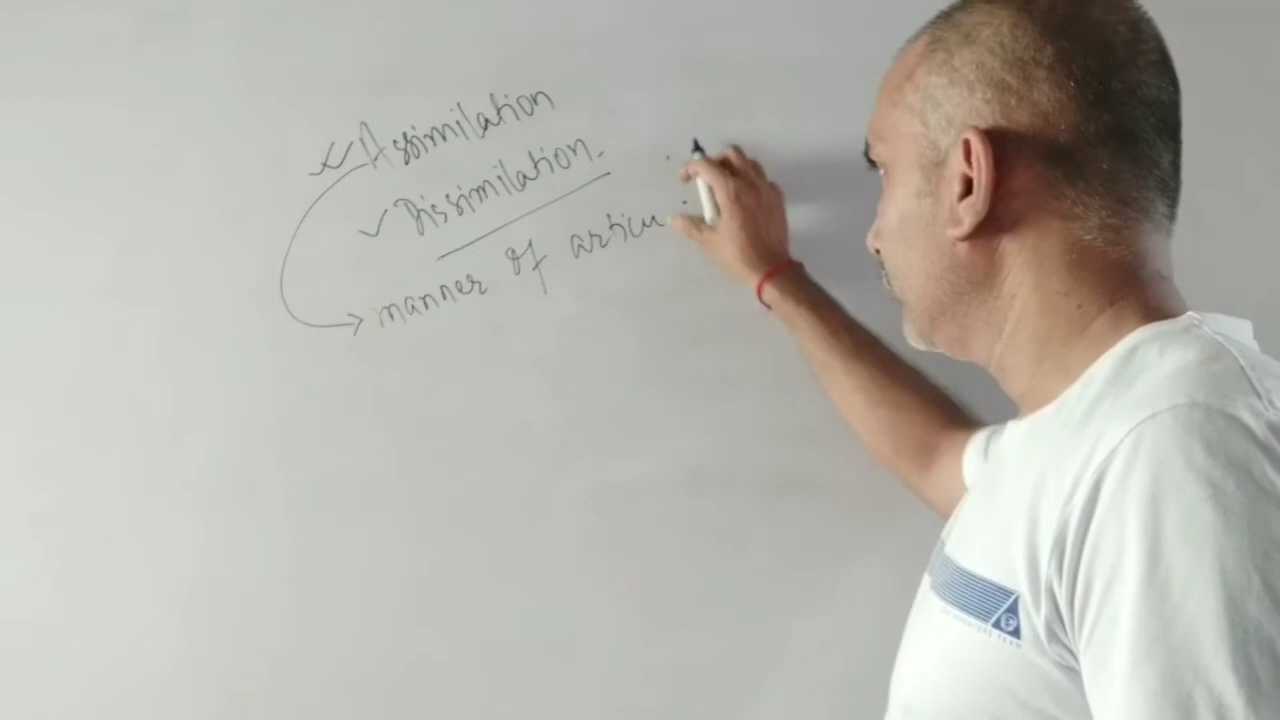 Assimilation
Dissimilation.
manner of articu